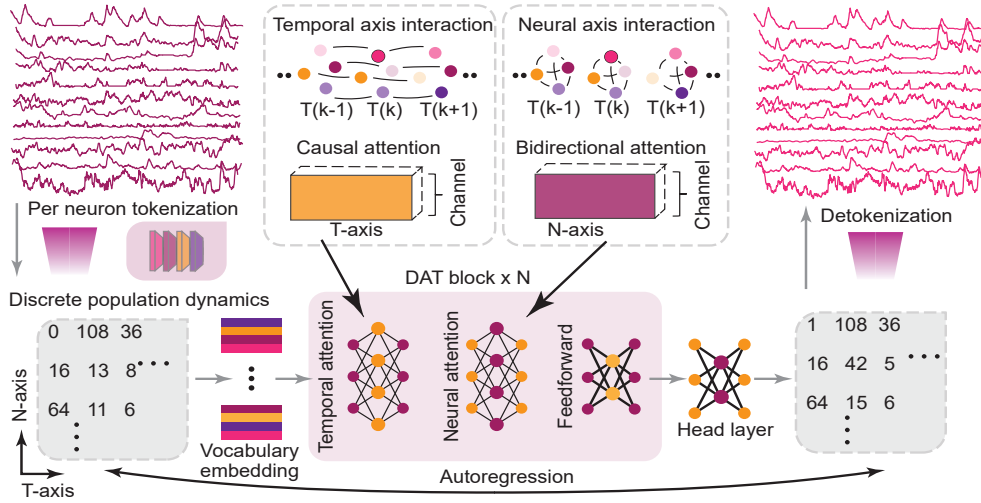 Temporal axis interaction
Neural axis interaction
T(k-1) T(k) T(k+1)
T(k-1) T(k) T(k+1)
Causal attention
Channel
T-axis
Bidirectional attention
Channel
N-axis
Per neuron tokenization
Detokenization
DAT block x N
Discrete population dynamics
0 108 36
16 13 8
64 11 6
N-axis
T-axis
Vocabulary
embedding
Temporal attention
Neural attention
Feedforward
Head layer
1 108 36
16 42 5
64 15 6
Autoregression